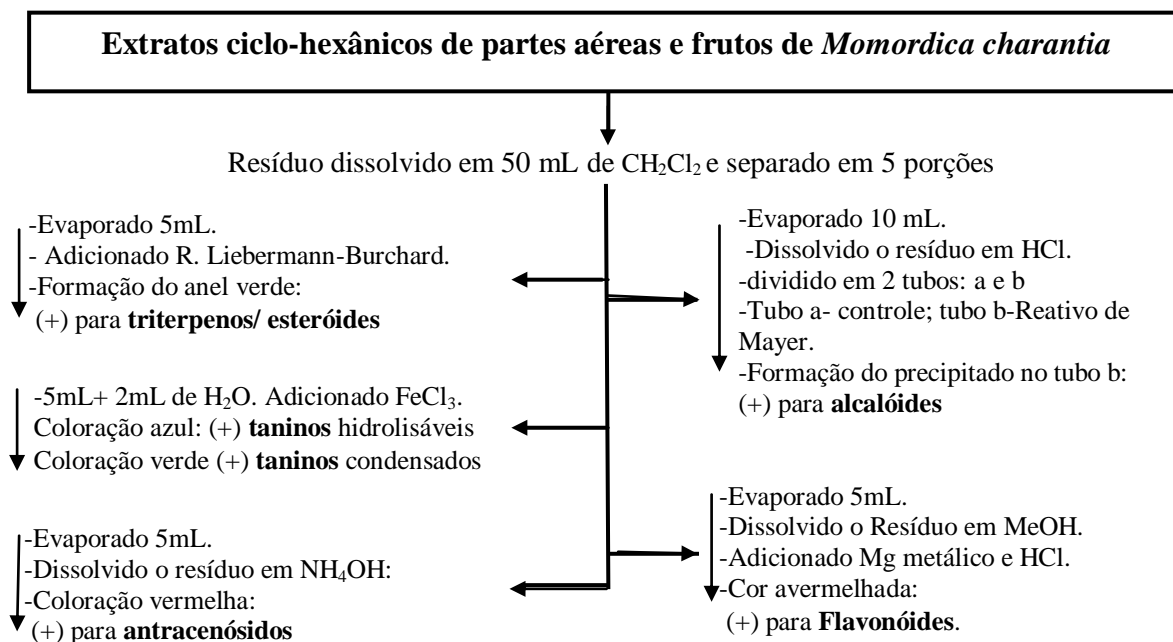 Extratos ciclo-hexânicos de partes aéreas e frutos de Momordica charantia
Resíduo dissolvido em 50 mL de CH₂Cl₂ e separado em 5 porções
-Evaporado 5mL.
- Adicionado R. Liebermann-Burchard.
-Formação do anel verde:
(+) para triterpenos/ esteróides
-5mL+ 2mL de H₂O. Adicionado FeCl₃.
Coloração azul: (+) taninos hidrolisáveis
Coloração verde (+) taninos condensados
-Evaporado 5mL.
-Dissolvido o resíduo em NH₄OH:
-Coloração vermelha:
(+) para antracenósidos
-Evaporado 10 mL.
-Dissolvido o resíduo em HCl.
-dividido em 2 tubos: a e b
-Tubo a- controle; tubo b-Reativo de
Mayer.
-Formação do precipitado no tubo b:
(+) para alcalóides
-Evaporado 5mL.
-Dissolvido o Resíduo em MeOH.
-Adicionado Mg metálico e HCl.
-Cor avermelhada:
(+) para Flavonóides.